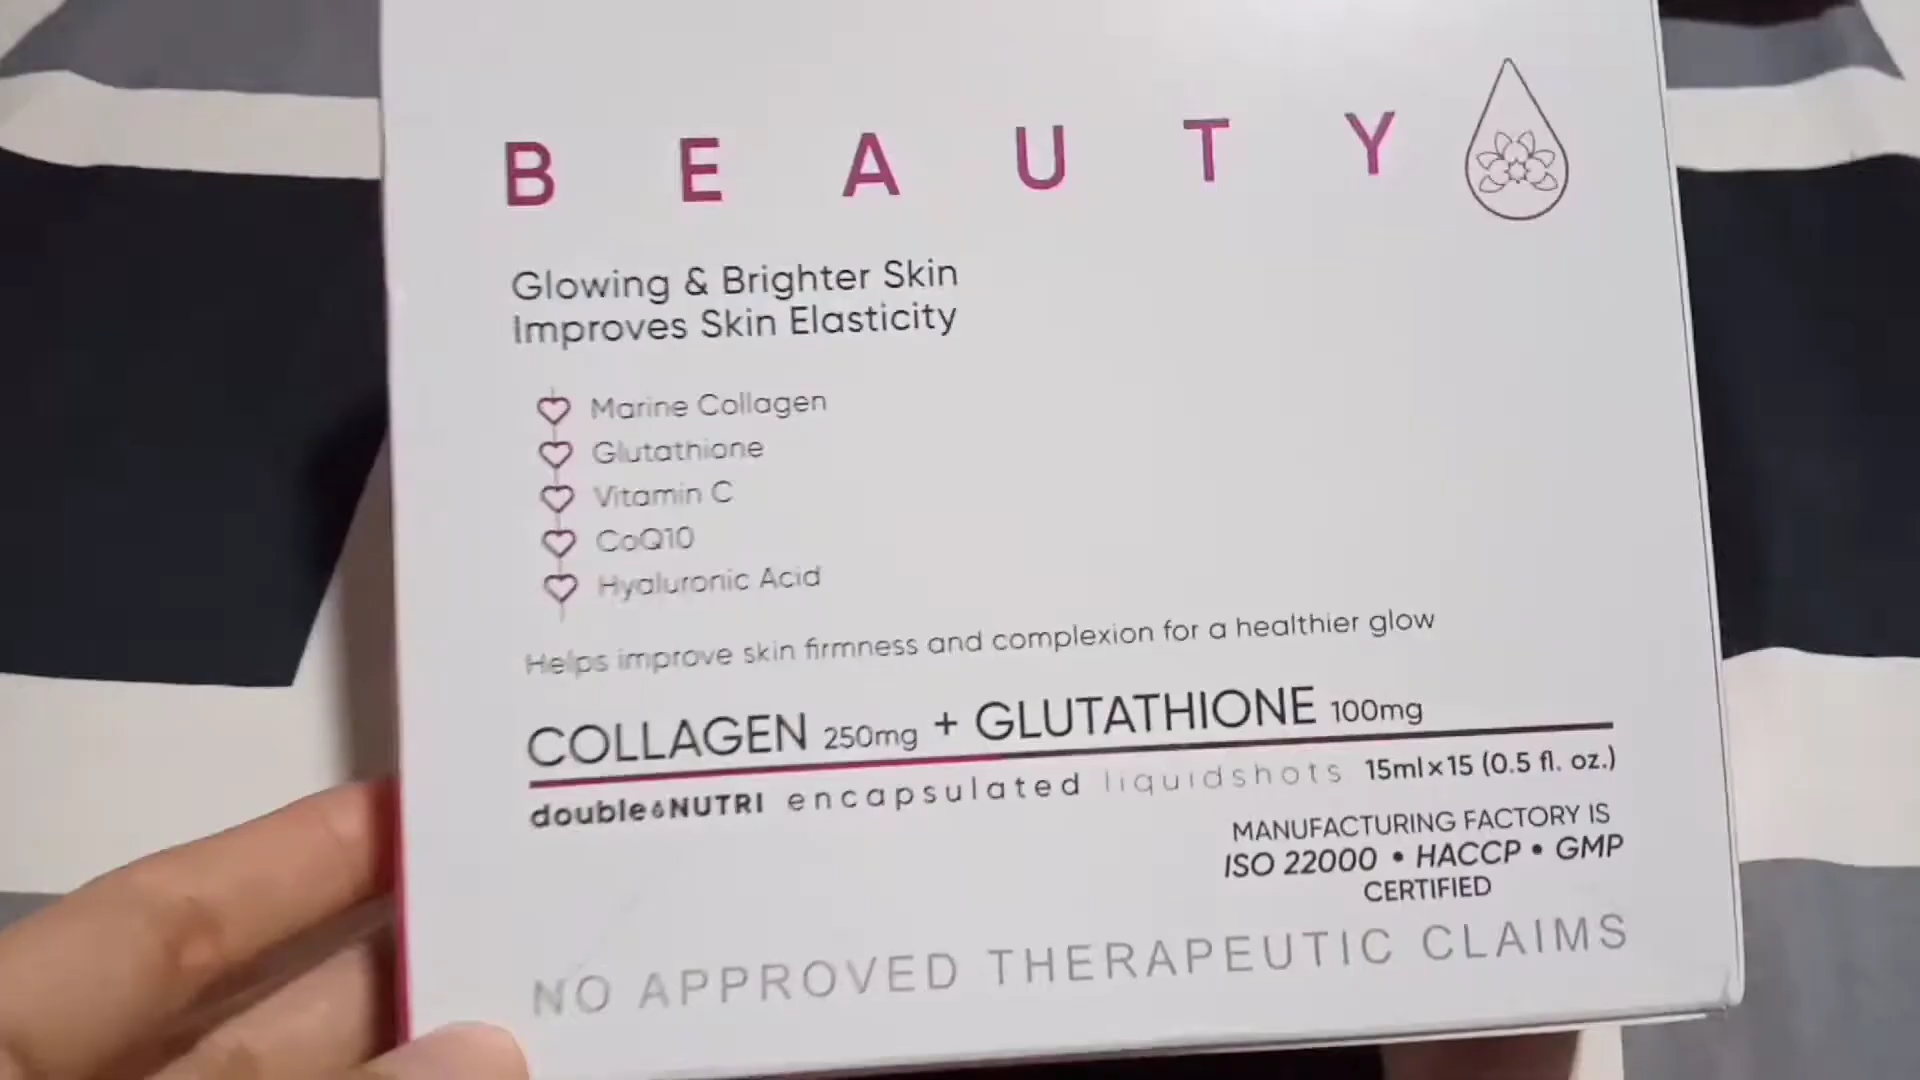 BEAUTY
Glowing & Brighter Skin
Improves Skin Elasticity
Marine Collagen
Glutathione
Vitamin C
CoQ10
Hyaluronic Acid
Helps improve skin firmness and complexion for a healthier glow
COLLAGEN 250mg + GLUTATHIONE 100mg
doubleNUTRI encapsulated liquidshots 15ml x 15 (0.5 fl. oz.)
MANUFACTURING FACTORY IS
ISO 22000 • HACCP • GMP
CERTIFIED
NO APPROVED THERAPEUTIC CLAIMS